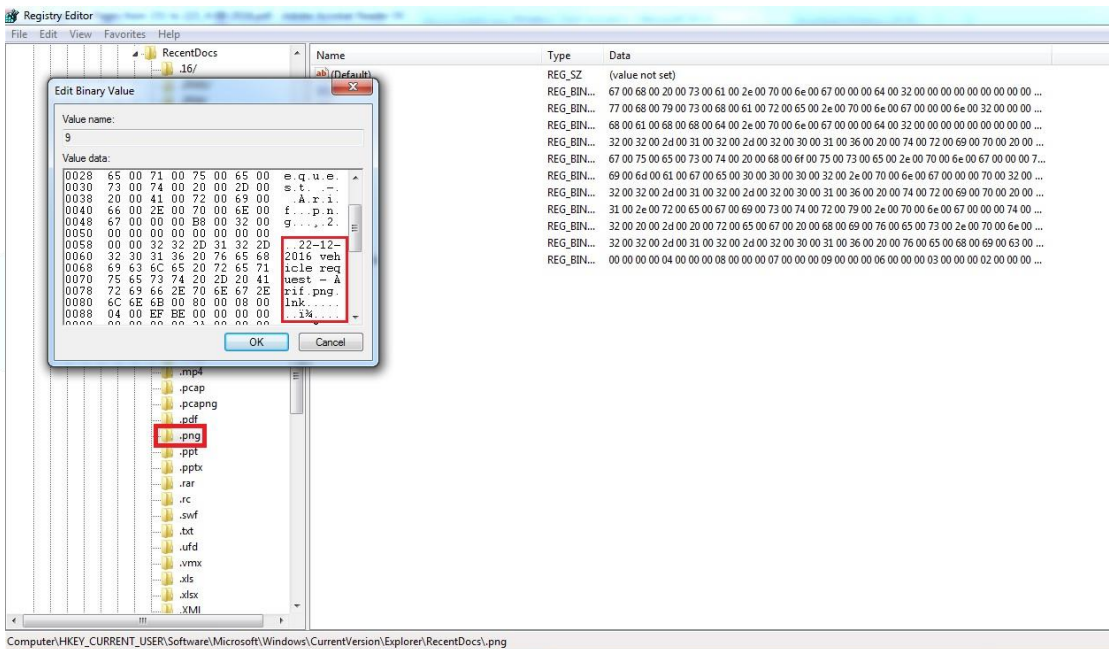 Registry Editor
File Edit View Favorites Help
RecentDocs
.16/
Name Type Data
(Default) REG_SZ (value not set)
REG_BIN... 67 00 68 00 20 00 73 00 61 00 2e 00 70 00 6e 00 67 00 00 00 64 00 32 00 00 00 00 00 00 00 00 00 ...
REG_BIN... 77 00 68 00 79 00 73 00 68 00 61 00 72 00 65 00 2e 00 70 00 6e 00 67 00 00 00 6e 00 32 00 00 00 ...
REG_BIN... 68 00 61 00 68 00 68 00 64 00 2e 00 70 00 6e 00 67 00 00 00 64 00 32 00 00 00 00 00 00 00 00 00 ...
REG_BIN... 32 00 32 00 2d 00 31 00 32 00 2d 00 32 00 30 00 31 00 36 00 20 00 74 00 72 00 69 00 70 00 20 00 ...
REG_BIN... 67 00 75 00 65 00 73 00 74 00 20 00 68 00 6f 00 75 00 73 00 65 00 2e 00 70 00 6e 00 67 00 00 00 7...
REG_BIN... 69 00 6d 00 61 00 67 00 65 00 30 00 30 00 30 00 32 00 2e 00 70 00 6e 00 67 00 00 00 70 00 32 00 ...
REG_BIN... 32 00 32 00 2d 00 31 00 32 00 2d 00 32 00 30 00 31 00 36 00 20 00 74 00 72 00 69 00 70 00 20 00 ...
REG_BIN... 31 00 2e 00 72 00 65 00 67 00 69 00 73 00 74 00 72 00 79 00 2e 00 70 00 6e 00 67 00 00 00 74 00 ...
REG_BIN... 32 00 20 00 2d 00 20 00 72 00 65 00 67 00 20 00 68 00 69 00 76 00 65 00 73 00 2e 00 70 00 6e 00 ...
REG_BIN... 32 00 32 00 2d 00 31 00 32 00 2d 00 32 00 30 00 31 00 36 00 20 00 76 00 65 00 68 00 69 00 63 00 ...
REG_BIN... 00 00 00 00 04 00 00 00 08 00 00 00 07 00 00 00 09 00 00 00 06 00 00 00 03 00 00 00 02 00 00 00 ...
Edit Binary Value
Value name:
9
Value data:
0028 65 00 71 00 75 00 65 00 e.q.u.e.
0030 73 00 74 00 20 00 2D 00 s.t. .-.
0038 20 00 41 00 72 00 69 00 .A.r.i.
0040 66 00 2E 00 70 00 6E 00 f...p.n.
0048 67 00 00 00 B8 00 32 00 g...¸.2.
0050 00 00 00 00 00 00 00 00 ........
0058 00 00 32 32 2D 31 32 2D ..22-12-
0060 32 30 31 36 20 76 65 68 2016 veh
0068 69 63 6C 65 20 72 65 71 icle req
0070 75 65 73 74 20 2D 20 41 uest - A
0078 72 69 66 2E 70 6E 67 2E rif.png.
0080 6C 6E 6B 00 80 00 08 00 lnk.....
0088 04 00 EF BE 00 00 00 00 ..ï¾....
OK Cancel
.mp4
.pcap
.pcapng
.pdf
.png
.ppt
.pptx
.rar
.rc
.swf
.txt
.ufd
.vmx
.xls
.xlsx
.XMI
Computer\HKEY_CURRENT_USER\Software\Microsoft\Windows\CurrentVersion\Explorer\RecentDocs\.png